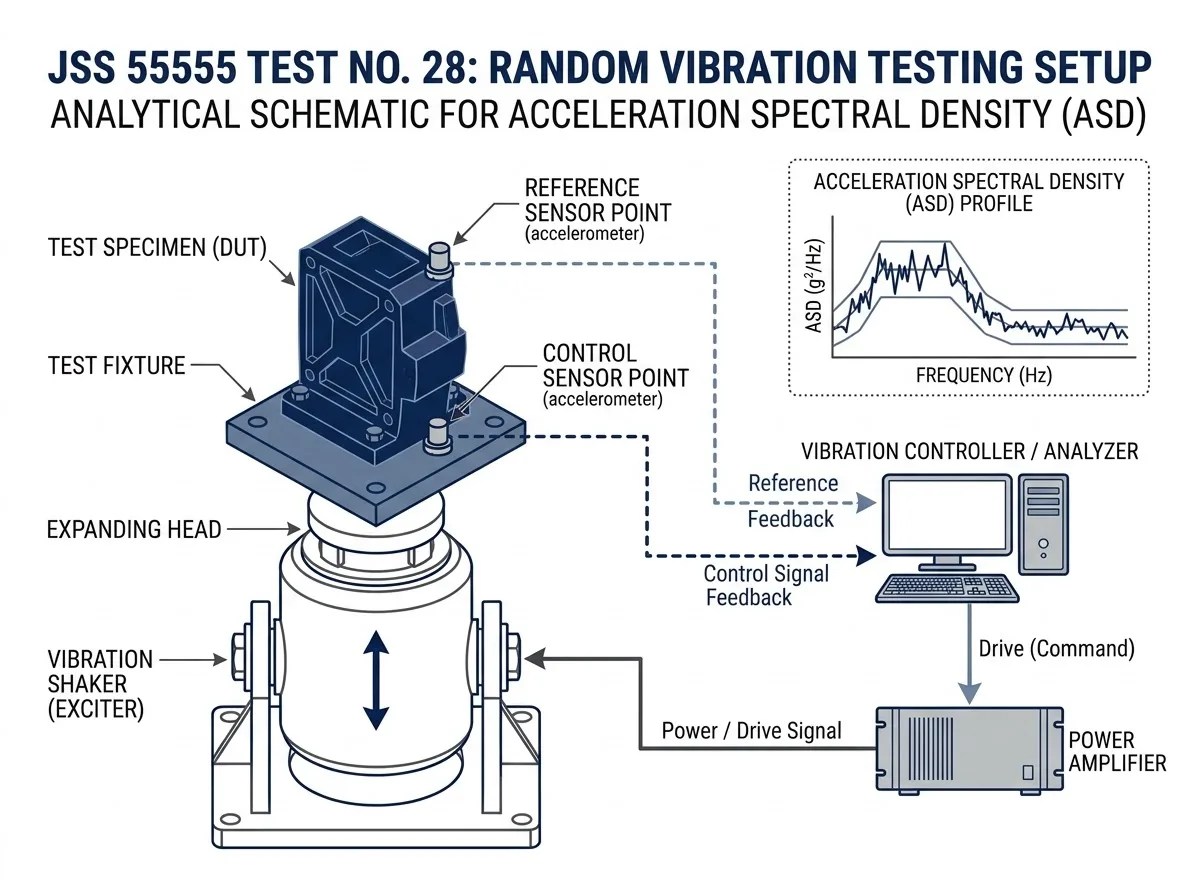 JSS 55555 TEST NO. 28: RANDOM VIBRATION TESTING SETUP
ANALYTICAL SCHEMATIC FOR ACCELERATION SPECTRAL DENSITY (ASD)
TEST SPECIMEN (DUT)
REFERENCE
SENSOR POINT
(accelerometer)
ACCELERATION SPECTRAL DENSITY
(ASD) PROFILE
ASD (g²/Hz)
FREQUENCY (Hz)
TEST FIXTURE
CONTROL
SENSOR POINT
(accelerometer)
VIBRATION CONTROLLER / ANALYZER
Reference
Feedback
EXPANDING HEAD
Control Signal
Feedback
Drive (Command)
VIBRATION
SHAKER
(EXCITER)
Power / Drive Signal
POWER
AMPLIFIER